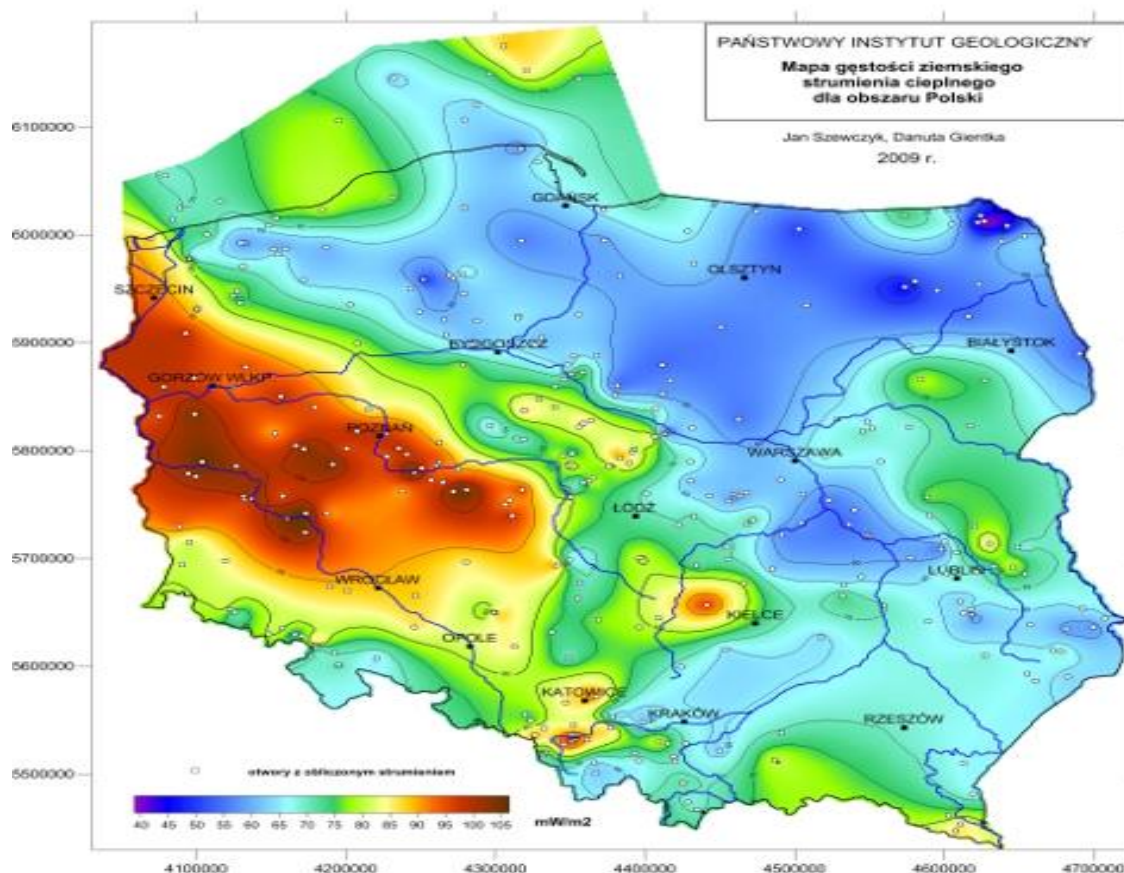 PAŃSTWOWY INSTYTUT GEOLOGICZNY
Mapa gęstości ziemskiego
strumienia cieplnego
dla obszaru Polski
Jan Szewczyk, Danuta Gientka
2009 r.
6100000
GDAŃSK
6000000
OLSZTYN
SZCZECIN
5900000
BYDGOSZCZ
BIAŁYSTOK
GORZÓW WLKP
POZNAŃ
5800000
WARSZAWA
ŁÓDŹ
5700000
LUBLIN
WROCŁAW
KIELCE
OPOLE
5600000
KATOWICE
KRAKÓW
RZESZÓW
5500000
otwory z obliczonym strumieniem
40 45 50 55 60 65 70 75 80 85 90 95 100 105
mW/m2
4100000 4200000 4300000 4400000 4500000 4600000 4700000